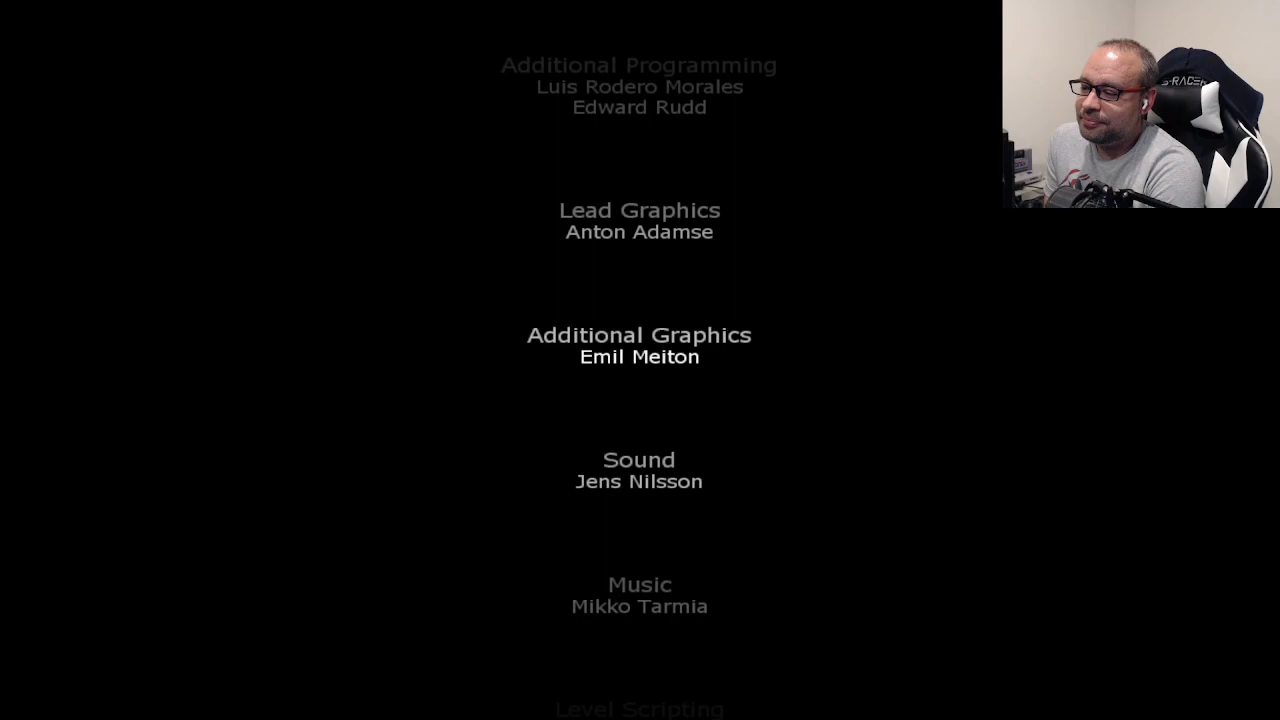 Additional Programming
Luis Rodero Morales
Edward Rudd
Lead Graphics
Anton Adamse
Additional Graphics
Emil Meiton
Sound
Jens Nilsson
Music
Mikko Tarmia
Level Scripting